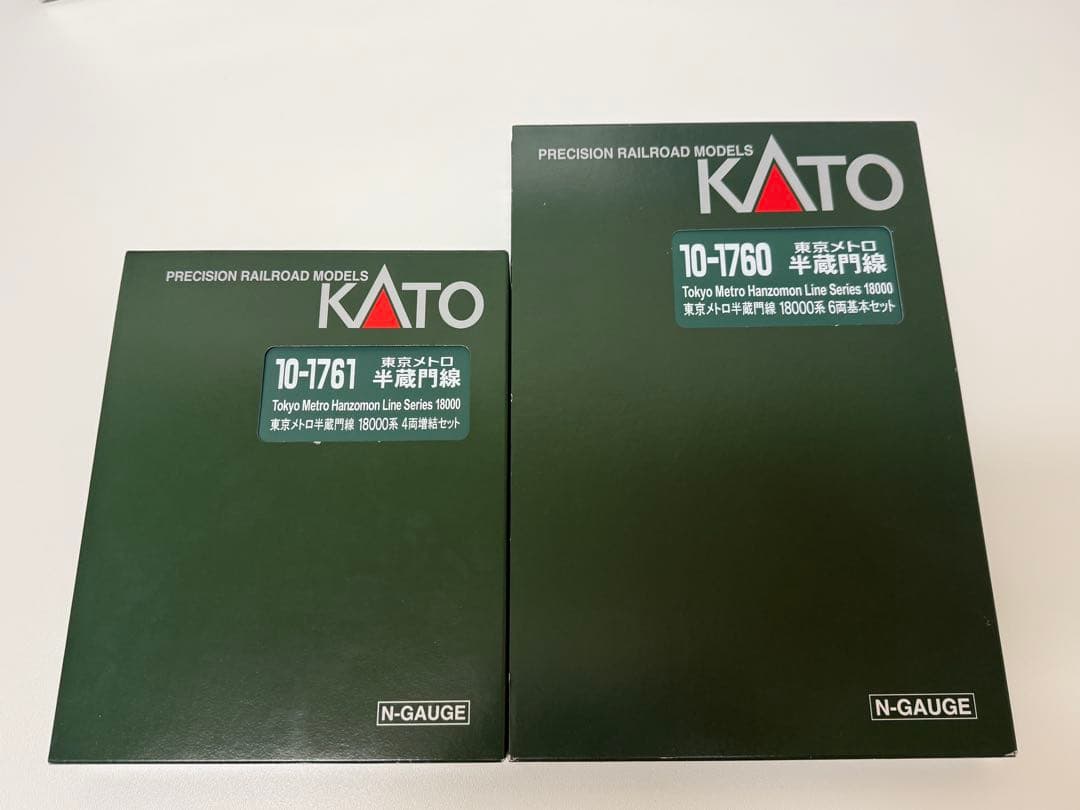 PRECISION RAILROAD MODELS
KATO
10-1761
東京メトロ
半蔵門線
Tokyo Metro Hanzomon Line Series 18000
東京メトロ半蔵門線 18000系 4両増結セット
N-GAUGE
PRECISION RAILROAD MODELS
KATO
10-1760
東京メトロ
半蔵門線
Tokyo Metro Hanzomon Line Series 18000
東京メトロ半蔵門線 18000系 6両基本セット
N-GAUGE